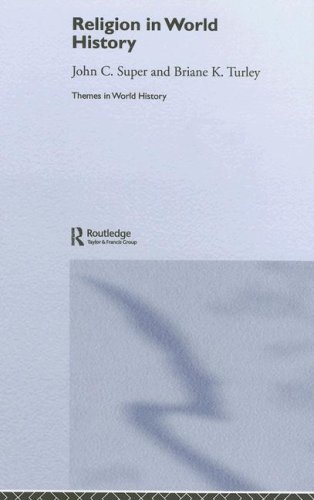 Religion in World
History
John C. Super and Briane K. Turley
Themes in World History
R
Routledge
Taylor & Francis Group